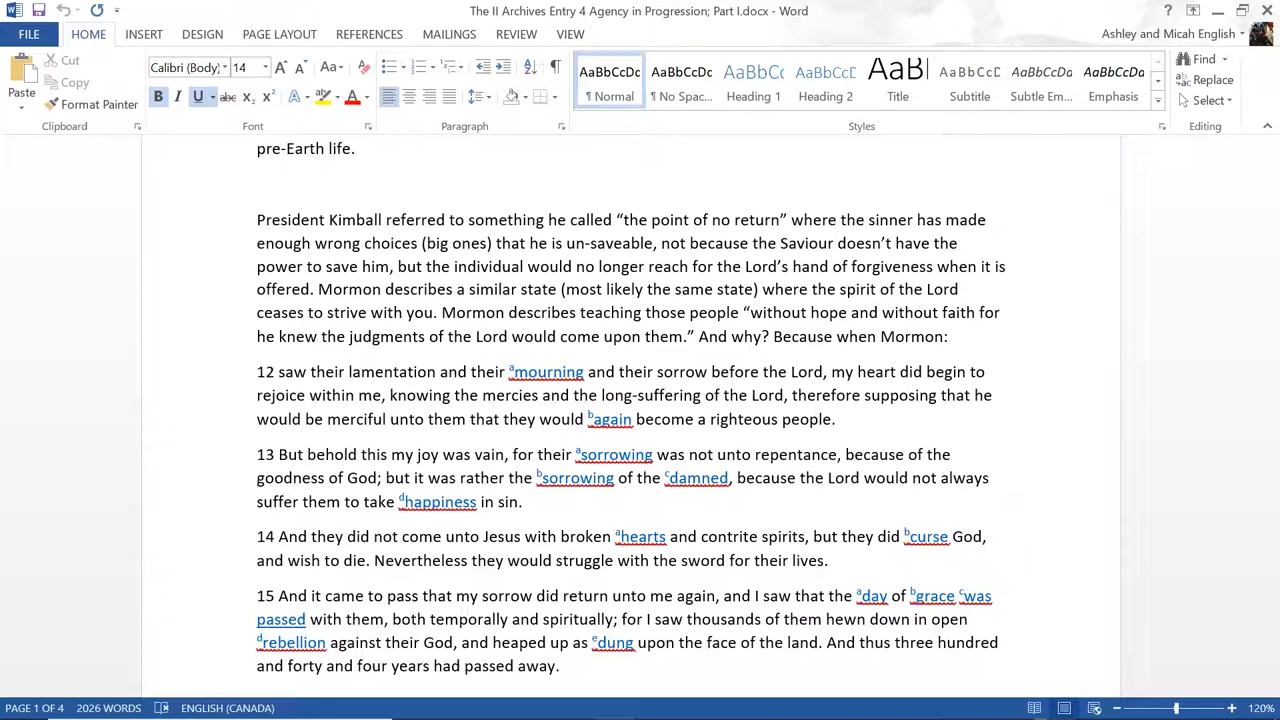 The II Archives Entry 4 Agency in Progression; Part I.docx - Word
FILE HOME INSERT DESIGN PAGE LAYOUT REFERENCES MAILINGS REVIEW VIEW Ashley and Micah English
Paste Cut Copy Format Painter
Calibri (Body) 14
¶ Normal ¶ No Spac... Heading 1 Heading 2 Title Subtitle Subtle Em... Emphasis
Find Replace Select
Clipboard Font Paragraph Styles Editing
pre-Earth life.
President Kimball referred to something he called “the point of no return” where the sinner has made
enough wrong choices (big ones) that he is un-saveable, not because the Saviour doesn’t have the
power to save him, but the individual would no longer reach for the Lord’s hand of forgiveness when it is
offered. Mormon describes a similar state (most likely the same state) where the spirit of the Lord
ceases to strive with you. Mormon describes teaching those people “without hope and without faith for
he knew the judgments of the Lord would come upon them.” And why? Because when Mormon:
12 saw their lamentation and their amourning and their sorrow before the Lord, my heart did begin to
rejoice within me, knowing the mercies and the long-suffering of the Lord, therefore supposing that he
would be merciful unto them that they would bagain become a righteous people.
13 But behold this my joy was vain, for their asorrowing was not unto repentance, because of the
goodness of God; but it was rather the bsorrowing of the cdamned, because the Lord would not always
suffer them to take dhappiness in sin.
14 And they did not come unto Jesus with broken ahearts and contrite spirits, but they did bcurse God,
and wish to die. Nevertheless they would struggle with the sword for their lives.
15 And it came to pass that my sorrow did return unto me again, and I saw that the aday of bgrace cwas
passed with them, both temporally and spiritually; for I saw thousands of them hewn down in open
drebellion against their God, and heaped up as edung upon the face of the land. And thus three hundred
and forty and four years had passed away.
PAGE 1 OF 4 2026 WORDS ENGLISH (CANADA) 120%